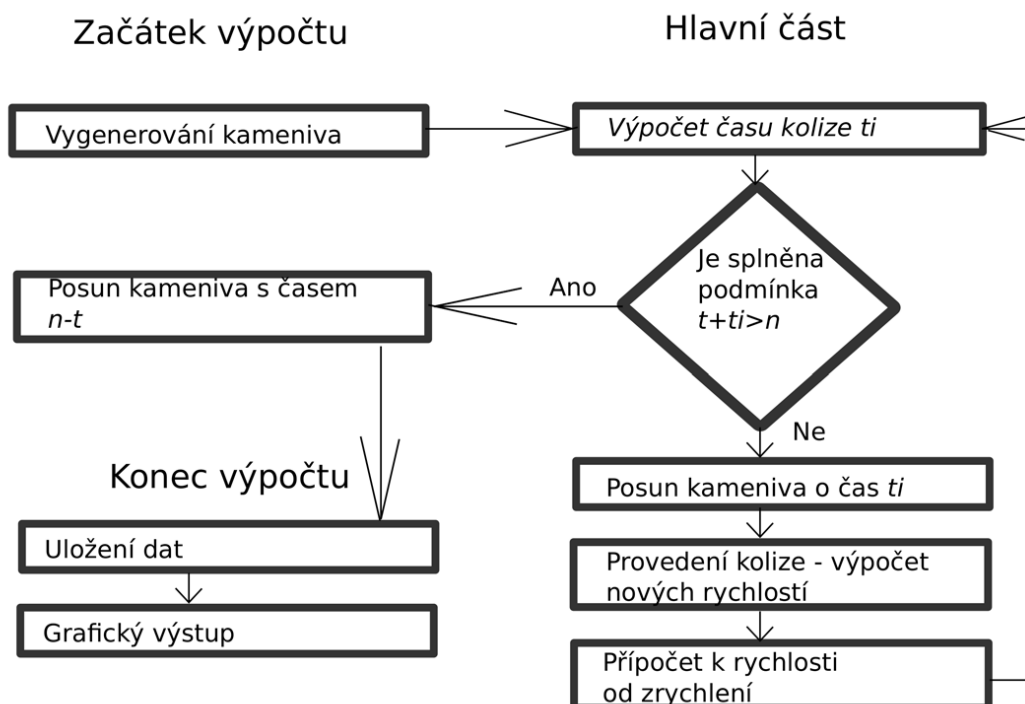 Začátek výpočtu
Vygenerování kameniva
Hlavní část
Výpočet času kolize ti
Je splněna
podmínka
t+ti>n
Ano
Posun kameniva s časem
n-t
Ne
Posun kameniva o čas ti
Provedení kolize - výpočet
nových rychlostí
Přípočet k rychlosti
od zrychlení
Konec výpočtu
Uložení dat
Grafický výstup